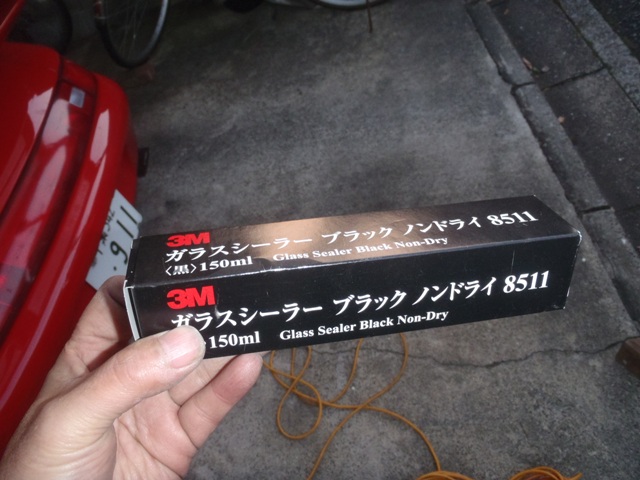 3M
ガラスシーラー ブラック ノンドライ 8511
〈黒〉150ml Glass Sealer Black Non-Dry
3M
ガラスシーラー ブラック ノンドライ 8511
150ml Glass Sealer Black Non-Dry